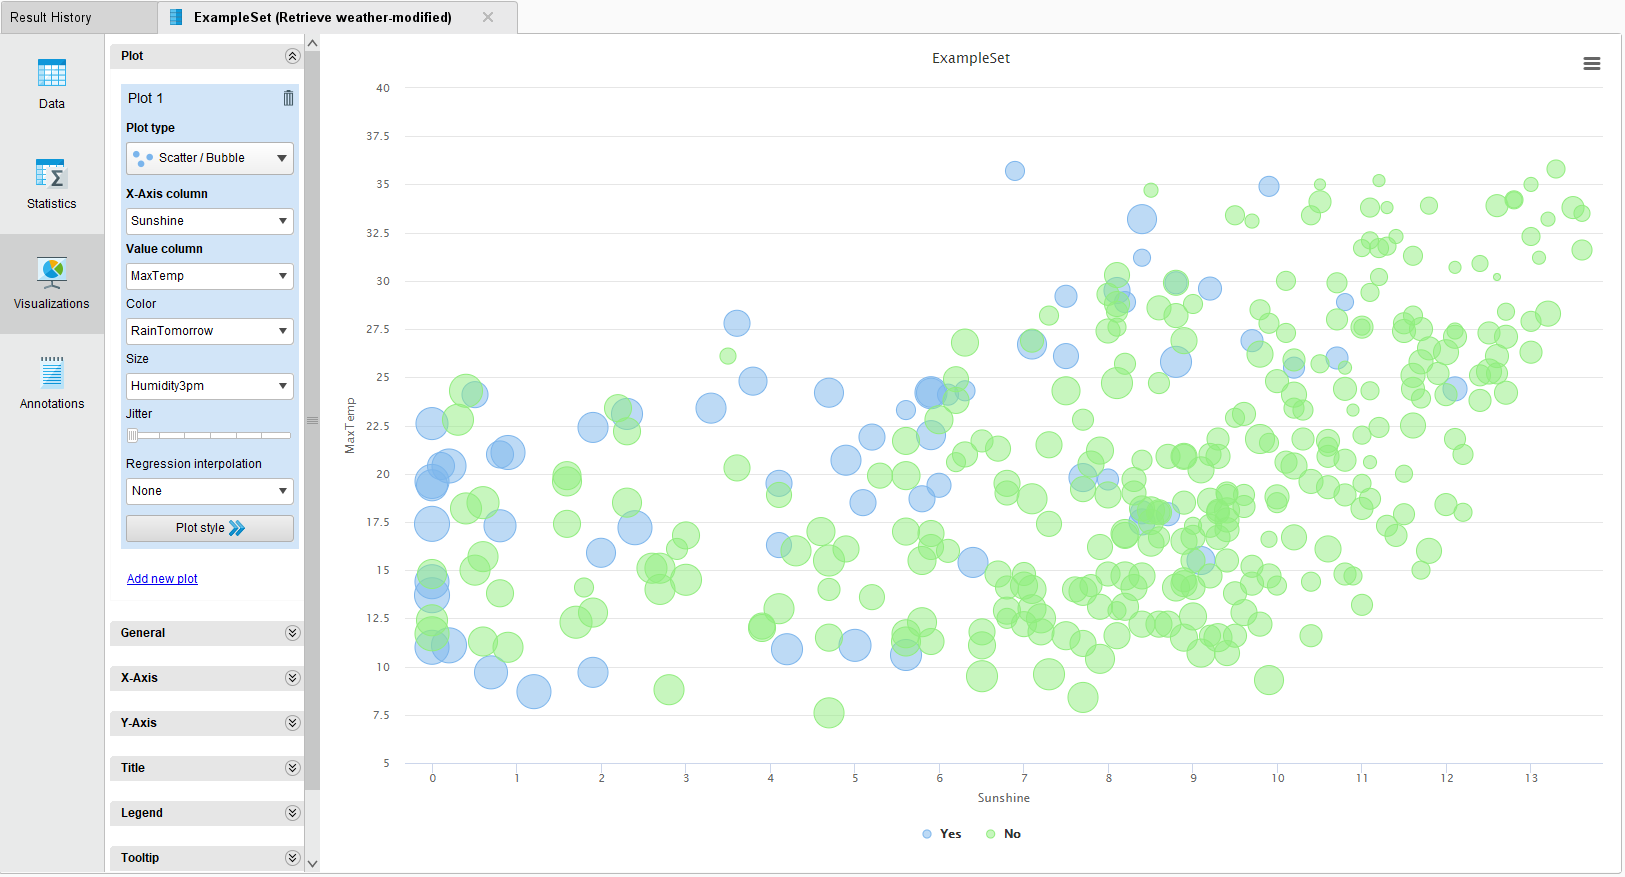 Result History
ExampleSet (Retrieve weather-modified)
Data
Statistics
Visualizations
Annotations
Plot
Plot 1
Plot type
Scatter / Bubble
X-Axis column
Sunshine
Value column
MaxTemp
Color
RainTomorrow
Size
Humidity3pm
Jitter
Regression interpolation
None
Plot style
Add new plot
General
X-Axis
Y-Axis
Title
Legend
Tooltip
ExampleSet
MaxTemp
40
37.5
35
32.5
30
27.5
25
22.5
20
17.5
15
12.5
10
7.5
5
0 1 2 3 4 5 6 7 8 9 10 11 12 13
Sunshine
Yes No